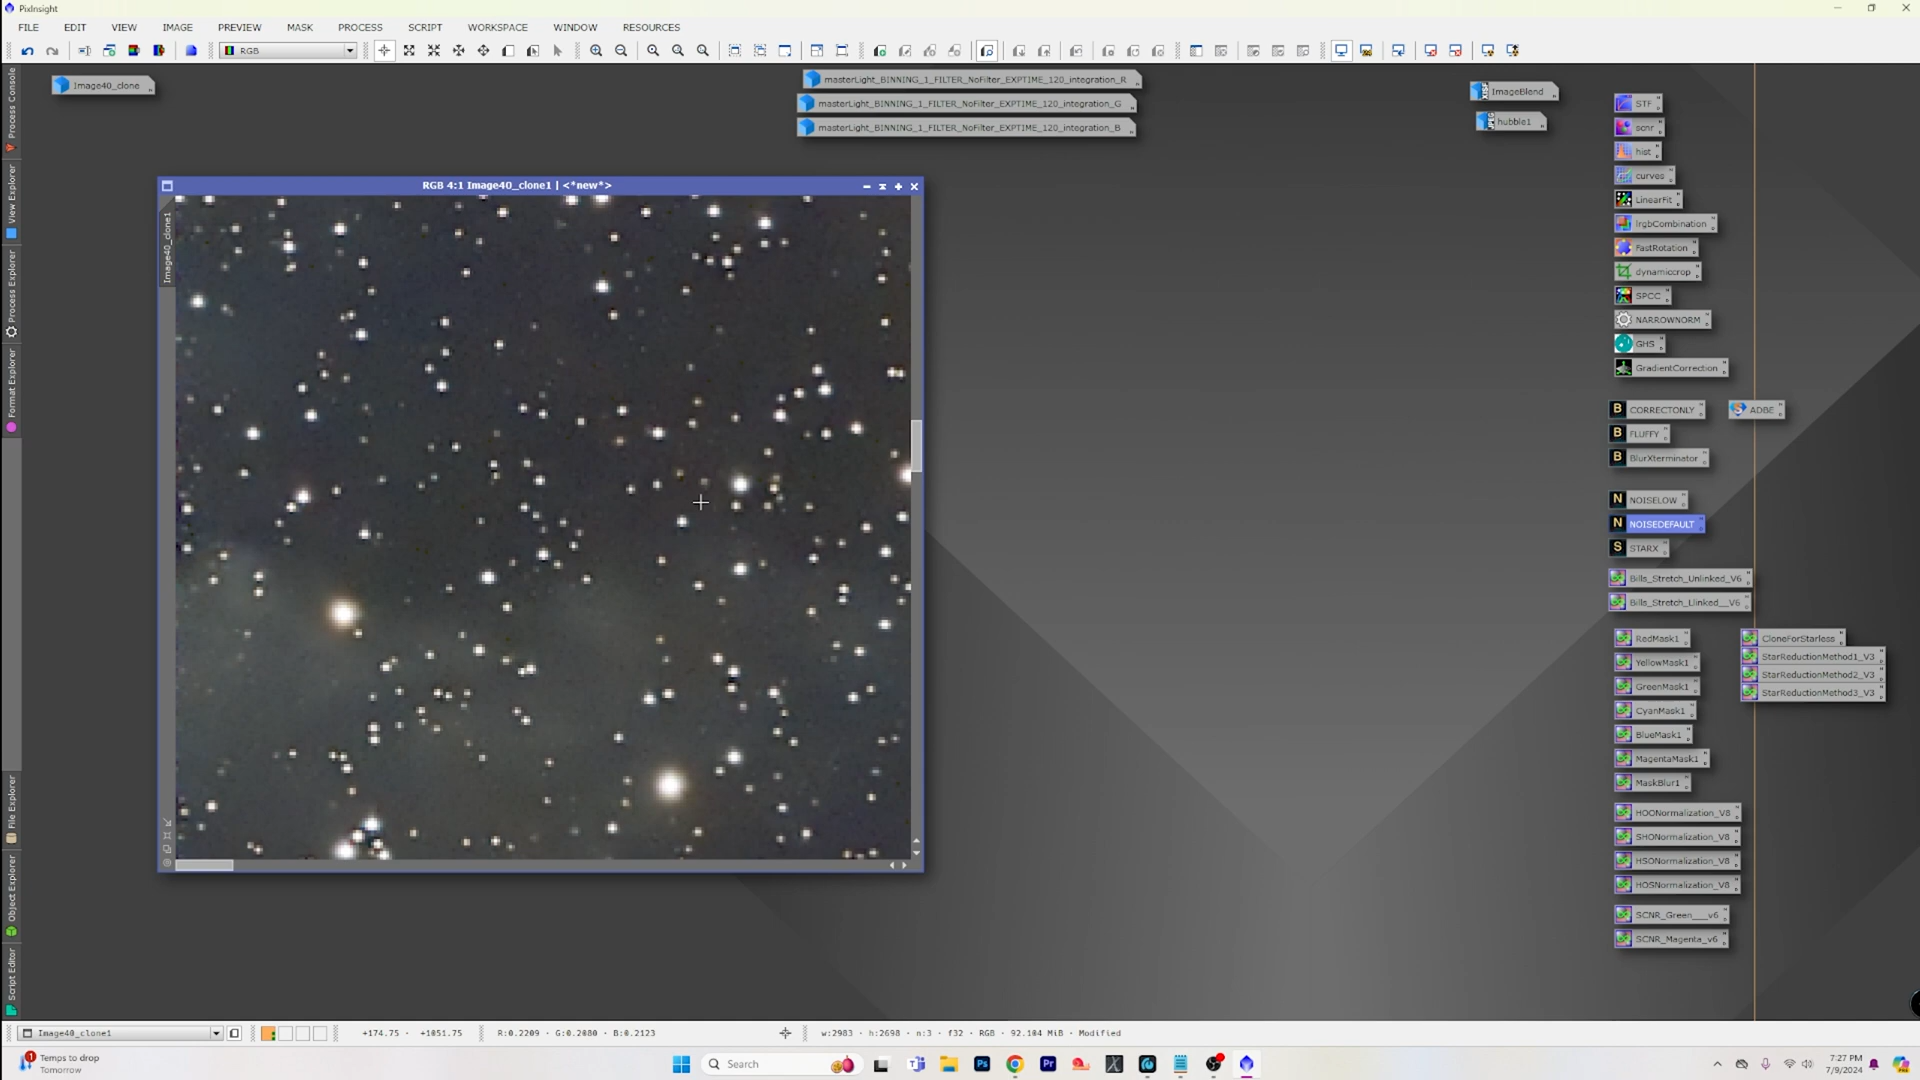 PixInsight
FILE EDIT VIEW IMAGE PREVIEW MASK PROCESS SCRIPT WORKSPACE WINDOW RESOURCES
RGB
Process Console
View Explorer
Process Explorer
Format Explorer
File Explorer
Object Explorer
Script Editor
Image40_clone
masterLight_BINNING_1_FILTER_NoFilter_EXPTIME_120_integration_R
masterLight_BINNING_1_FILTER_NoFilter_EXPTIME_120_integration_G
masterLight_BINNING_1_FILTER_NoFilter_EXPTIME_120_integration_B
ImageBlend
hubble1
RGB 4:1 Image40_clone1 | <*new*>
Image40_clone1
STF
scnr
hist
curves
LinearFit
lrgbCombination
FastRotation
dynamiccrop
SPCC
NARROWNORM
GHS
GradientCorrection
CORRECTONLY
ADBE
FLUFFY
BlurXterminator
NOISELOW
NOISEDEFAULT
STARX
Bills_Stretch_Unlinked_V6
Bills_Stretch_Llinked__V6
RedMask1
CloneForStarless
YellowMask1
StarReductionMethod1_V3
StarReductionMethod2_V3
GreenMask1
StarReductionMethod3_V3
CyanMask1
BlueMask1
MagentaMask1
MaskBlur1
HOONormalization_V8
SHONormalization_V8
HSONormalization_V8
HOSNormalization_V8
SCNR_Green___v6
SCNR_Magenta_v6
Image40_clone1
+174.75 · +1051.75
R:0.2209 · G:0.2080 · B:0.2123
w:2983 · h:2698 · n:3 · f32 · RGB · 92.104 MiB · Modified
1
Temps to drop
Tomorrow
Search
7:27 PM
7/9/2024